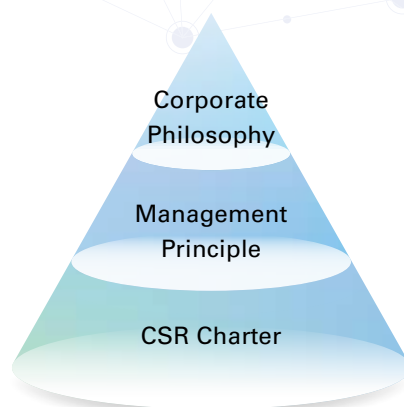 Corporate
Philosophy
Management
Principle
CSR Charter